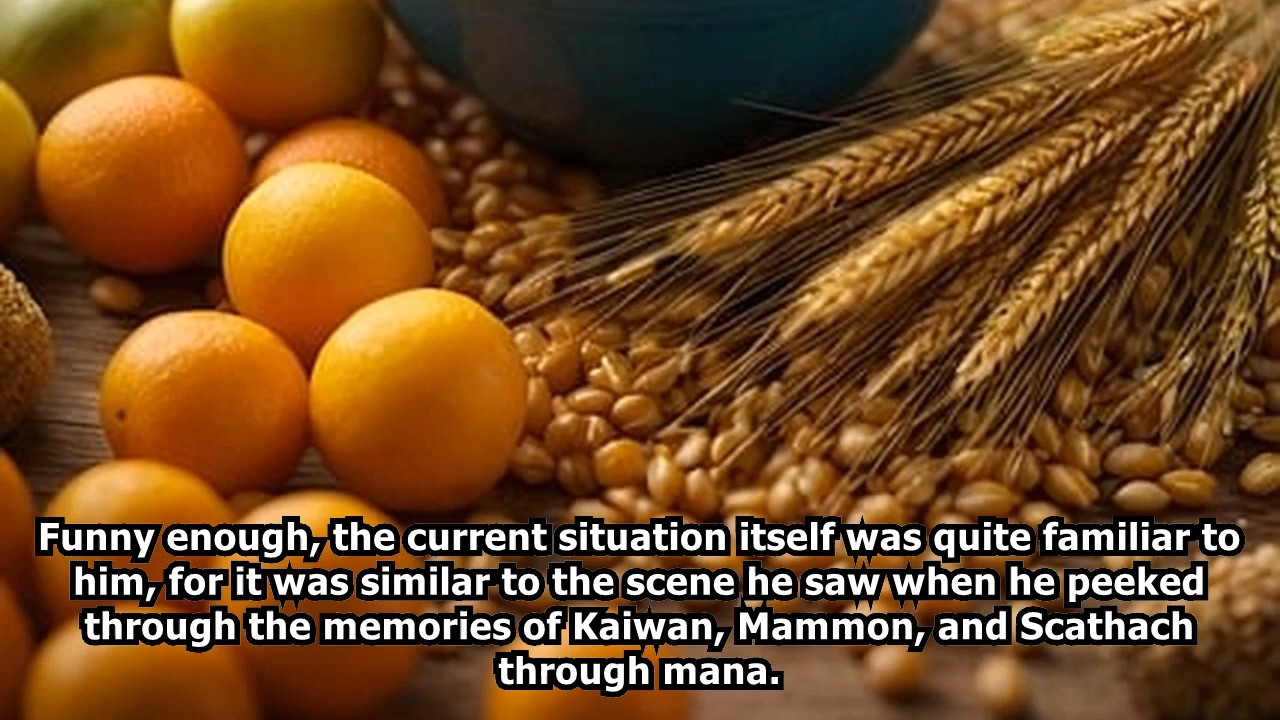 Funny enough, the current situation itself was quite familiar to
him, for it was similar to the scene he saw when he peeked
through the memories of Kaiwan, Mammon, and Scathach
through mana.